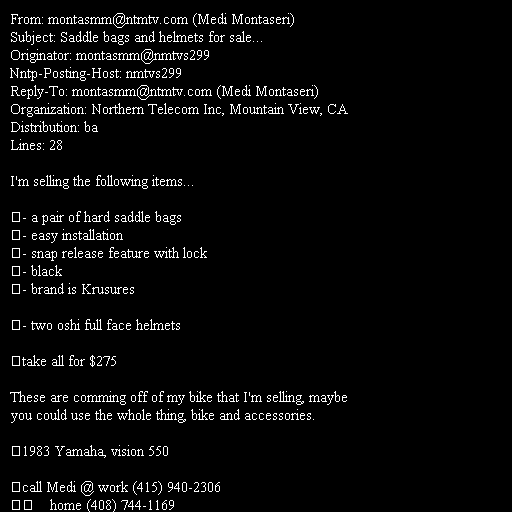 From: montasmm@ntmtv.com (Medi Montaseri)
Subject: Saddle bags and helmets for sale...
Originator: montasmm@nmtvs299
Nntp-Posting-Host: nmtvs299
Reply-To: montasmm@ntmtv.com (Medi Montaseri)
Organization: Northern Telecom Inc, Mountain View, CA
Distribution: ba
Lines: 28

I'm selling the following items...

- a pair of hard saddle bags
- easy installation
- snap release feature with lock
- black
- brand is Krusures

- two oshi full face helmets

take all for $275

These are comming off of my bike that I'm selling, maybe
you could use the whole thing, bike and accessories.

1983 Yamaha, vision 550

call Medi @ work (415) 940-2306
home (408) 744-1169